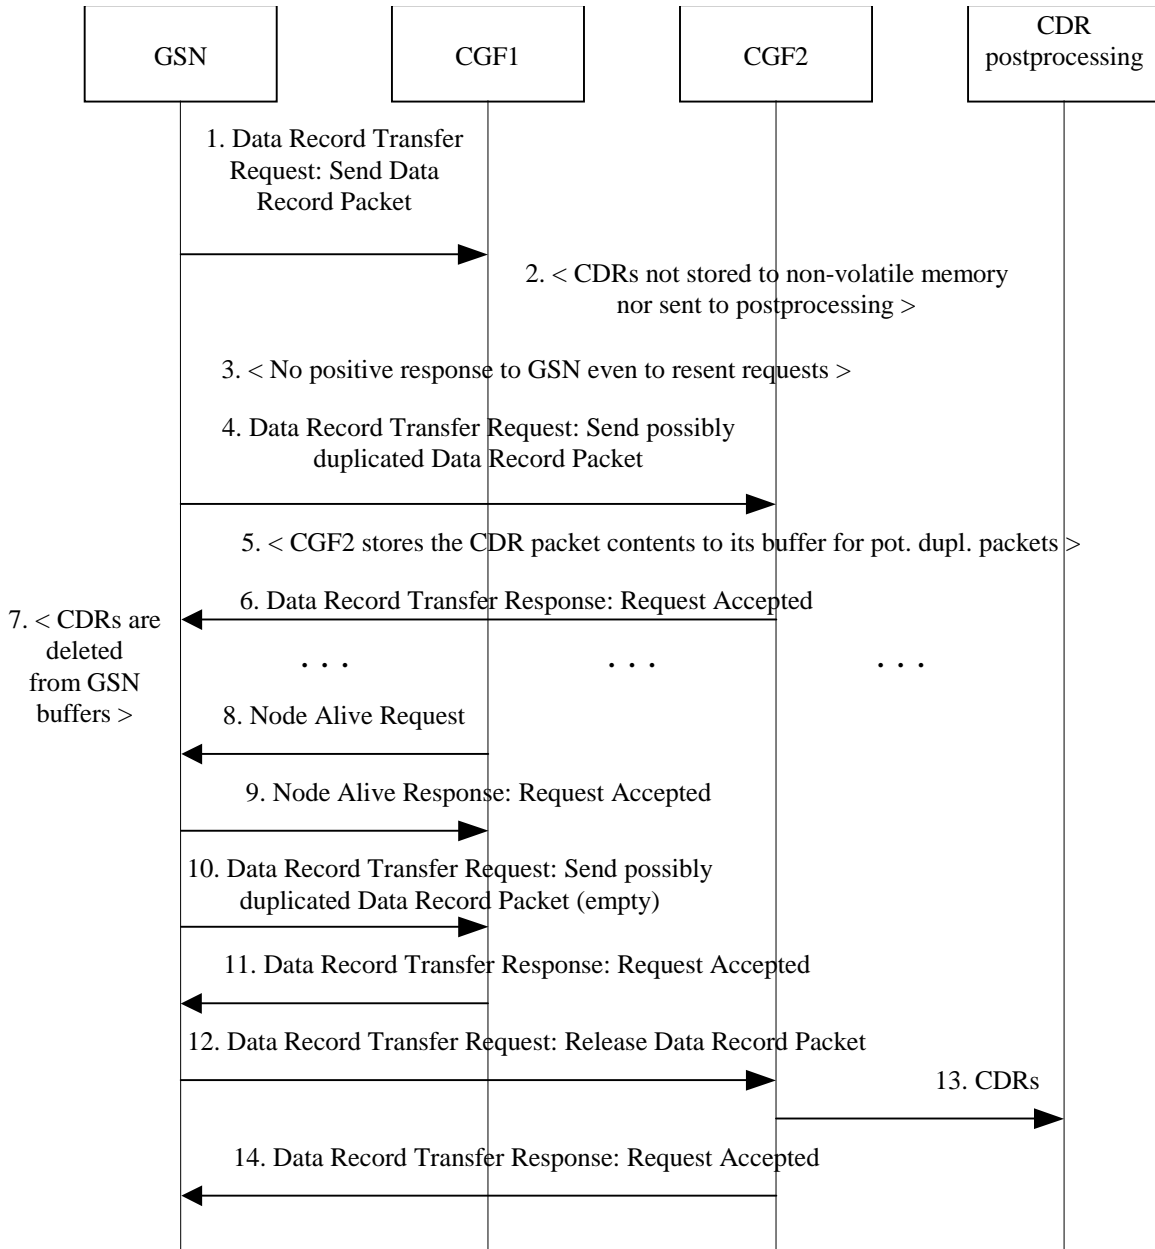 GSN
CGF1
CGF2
CDR
postprocessing
1. Data Record Transfer
Request: Send Data
Record Packet
2. < CDRs not stored to non-volatile memory
nor sent to postprocessing >
3. < No positive response to GSN even to resent requests >
4. Data Record Transfer Request: Send possibly
duplicated Data Record Packet
5. < CGF2 stores the CDR packet contents to its buffer for pot. dupl. packets >
6. Data Record Transfer Response: Request Accepted
7. < CDRs are
deleted
from GSN
buffers >
. . .
. . .
. . .
8. Node Alive Request
9. Node Alive Response: Request Accepted
10. Data Record Transfer Request: Send possibly
duplicated Data Record Packet (empty)
11. Data Record Transfer Response: Request Accepted
12. Data Record Transfer Request: Release Data Record Packet
13. CDRs
14. Data Record Transfer Response: Request Accepted